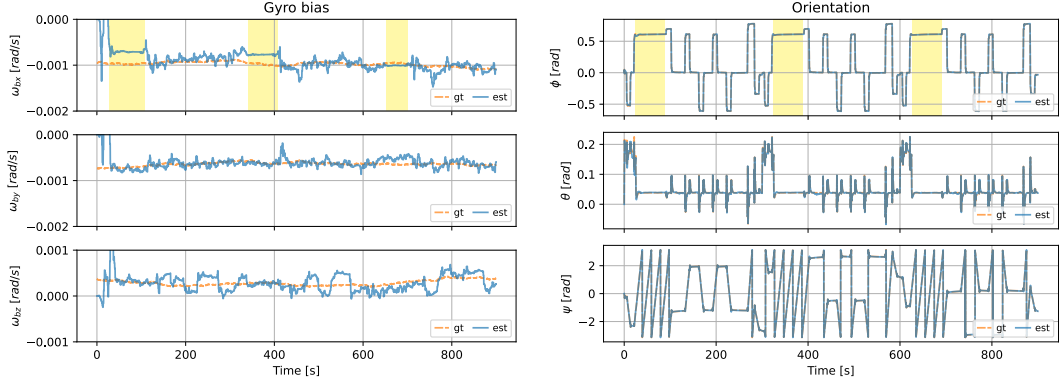 Gyro bias
0.000
−0.001
−0.002
ω_bx [rad/s]
gt
est
0.000
−0.001
−0.002
ω_by [rad/s]
gt
est
0.001
0.000
−0.001
ω_bz [rad/s]
gt
est
0 200 400 600 800
Time [s]
Orientation
0.5
0.0
−0.5
ϕ [rad]
gt
est
0.2
0.1
0.0
θ [rad]
gt
est
2
0
−2
ψ [rad]
gt
est
0 200 400 600 800
Time [s]